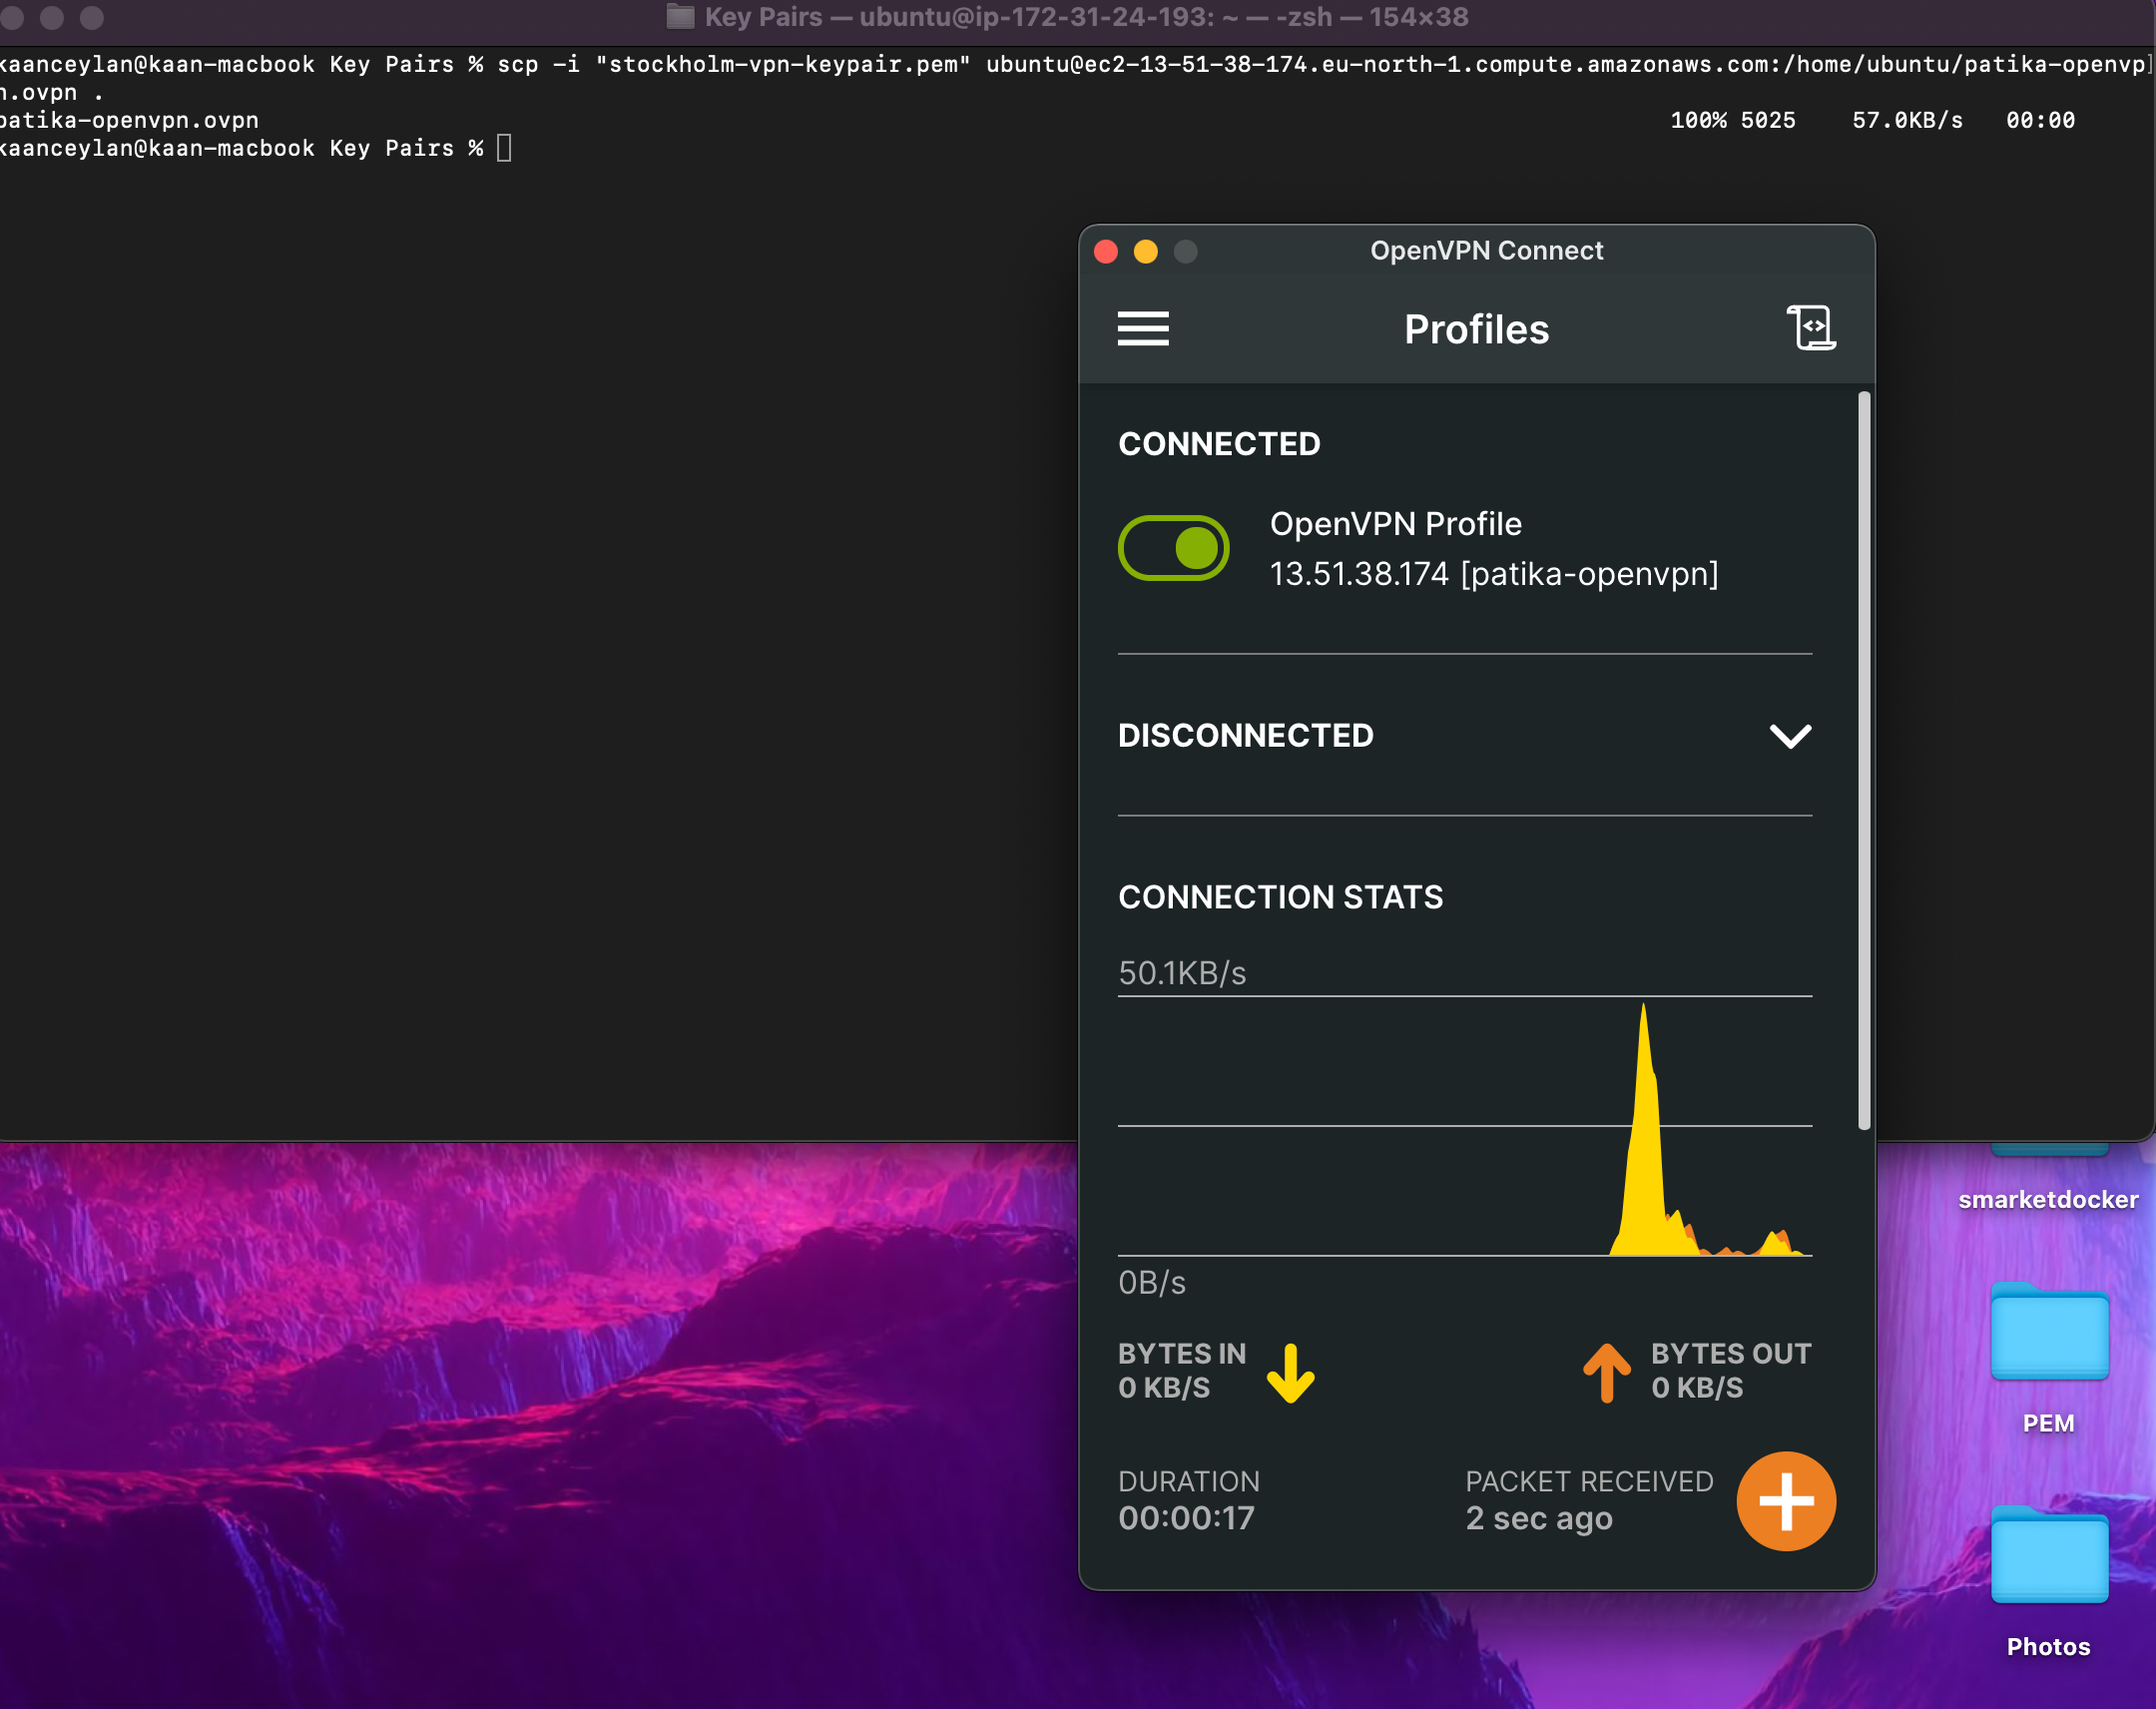 Key Pairs — ubuntu@ip-172-31-24-193: ~ — -zsh — 154×38
kaanceylan@kaan-macbook Key Pairs % scp -i "stockholm-vpn-keypair.pem" ubuntu@ec2-13-51-38-174.eu-north-1.compute.amazonaws.com:/home/ubuntu/patika-openvp]
n.ovpn .
patika-openvpn.ovpn 100% 5025 57.0KB/s 00:00
kaanceylan@kaan-macbook Key Pairs %
OpenVPN Connect
Profiles
CONNECTED
OpenVPN Profile
13.51.38.174 [patika-openvpn]
DISCONNECTED
CONNECTION STATS
50.1KB/s
0B/s
BYTES IN
0 KB/S
BYTES OUT
0 KB/S
DURATION
00:00:17
PACKET RECEIVED
2 sec ago
smarketdocker
PEM
Photos